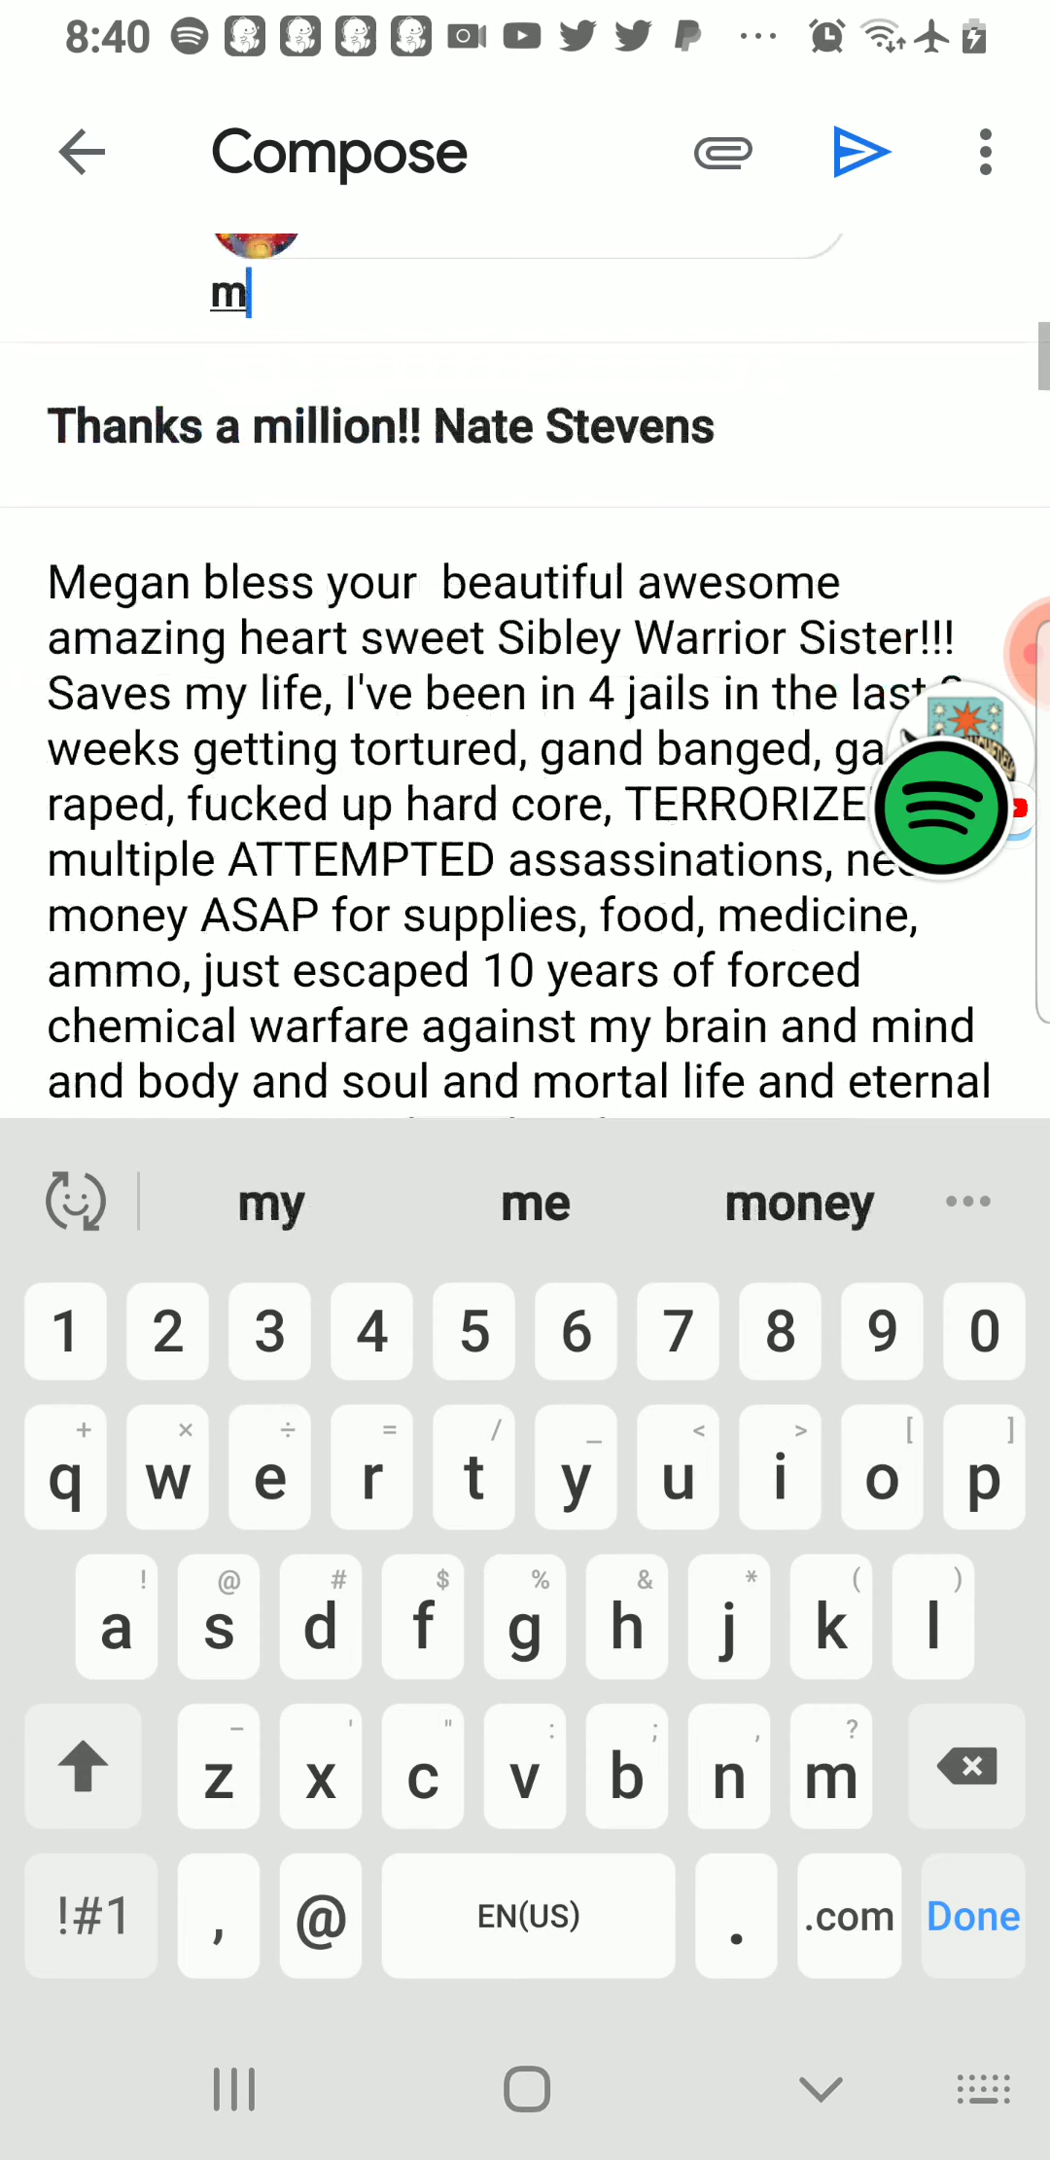 8:40
Compose
m
Thanks a million!! Nate Stevens
Megan bless your  beautiful awesome
amazing heart sweet Sibley Warrior Sister!!!
Saves my life, I've been in 4 jails in the last
weeks getting tortured, gand banged,
raped, fucked up hard core,
multiple ATTEMPTED assassinations,
money ASAP for supplies, food, medicine,
ammo, just escaped 10 years of forced
chemical warfare against my brain and mind
and body and soul and mortal life and eternal
my me money
1 2 3 4 5 6 7 8 9 0
+ × ÷ = / _ < > [ ]
q w e r t y u i o p
! @ # $ % & * ( )
a s d f g h j k l
- ' " : ; , ?
z x c v b n m
!#1 , @ EN(US) . .com Done